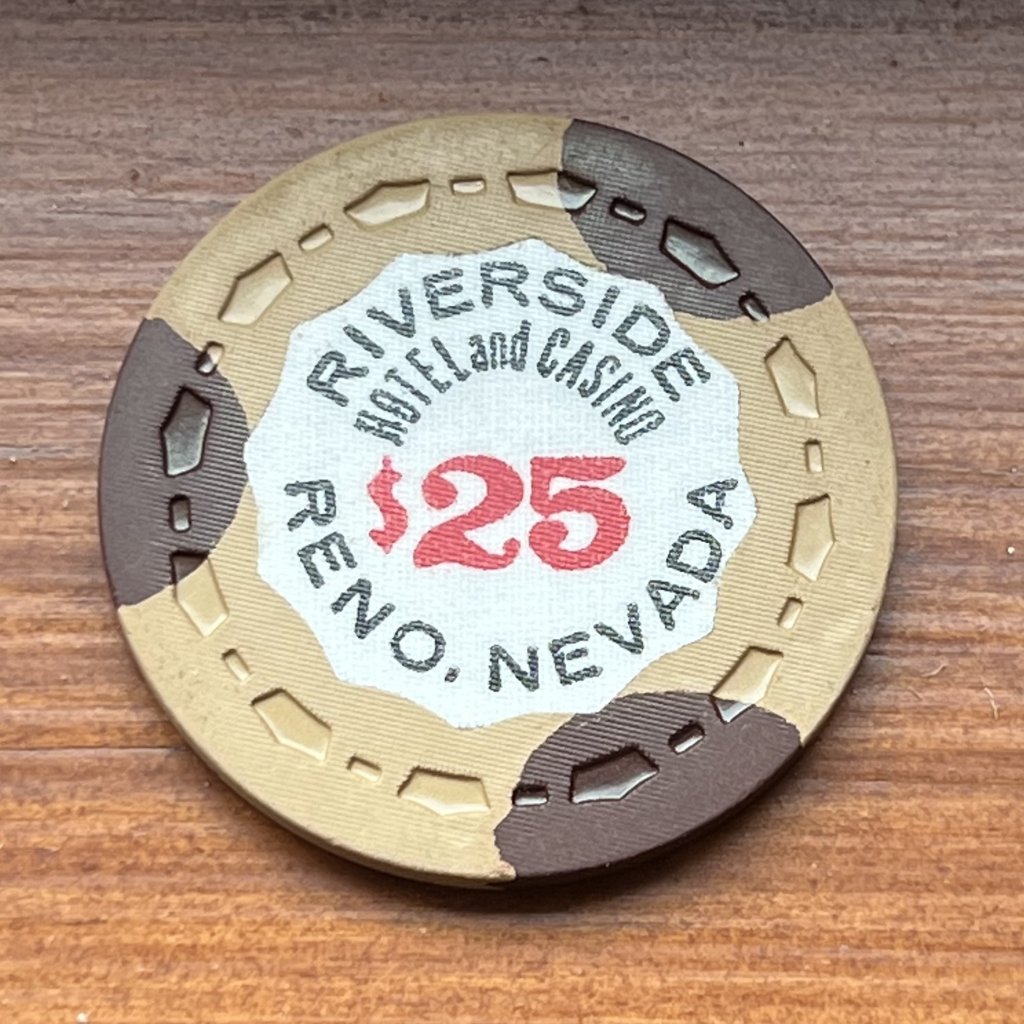 RIVERSIDE
HOTEL and CASINO
$25
RENO, NEVADA